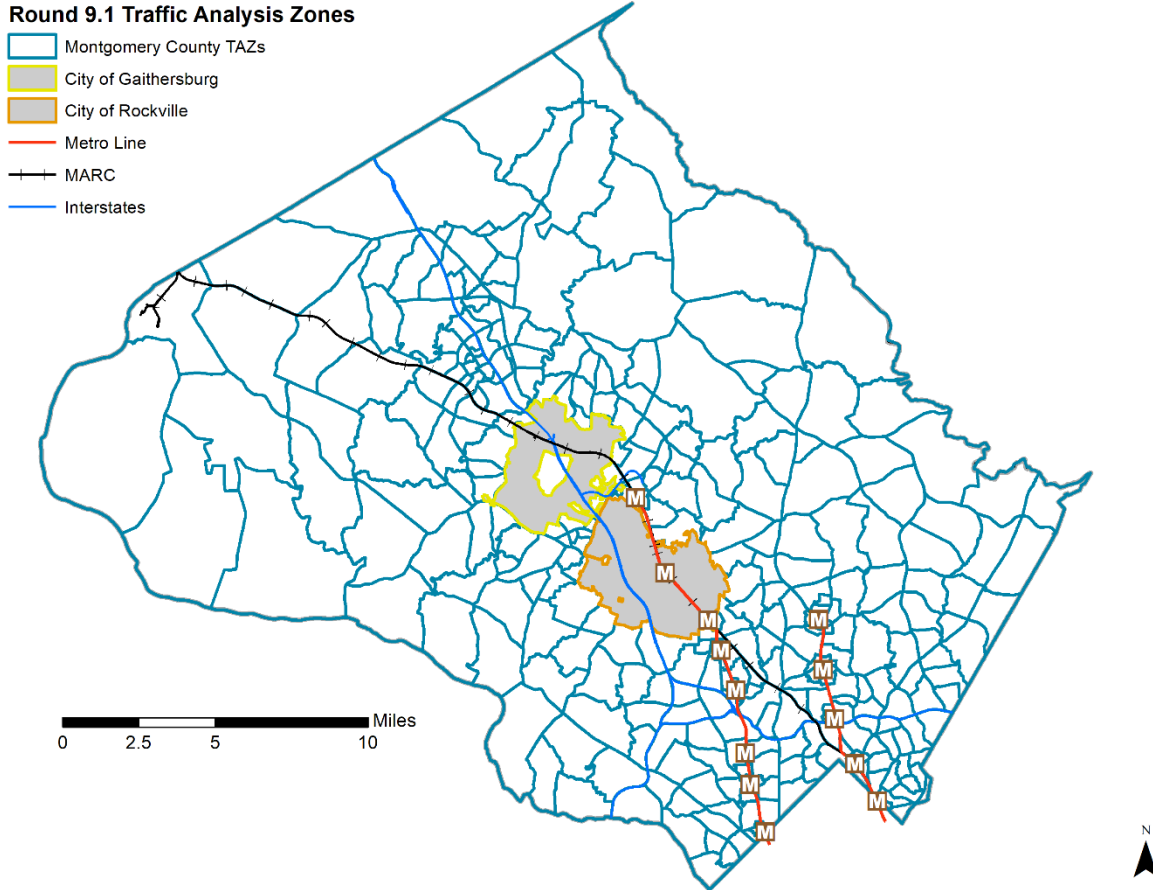 Round 9.1 Traffic Analysis Zones
Montgomery County TAZs
City of Gaithersburg
City of Rockville
Metro Line
MARC
Interstates
M
M
M
M
M
M
M
M
M
M
M
M
M
Miles
0 2.5 5 10
N